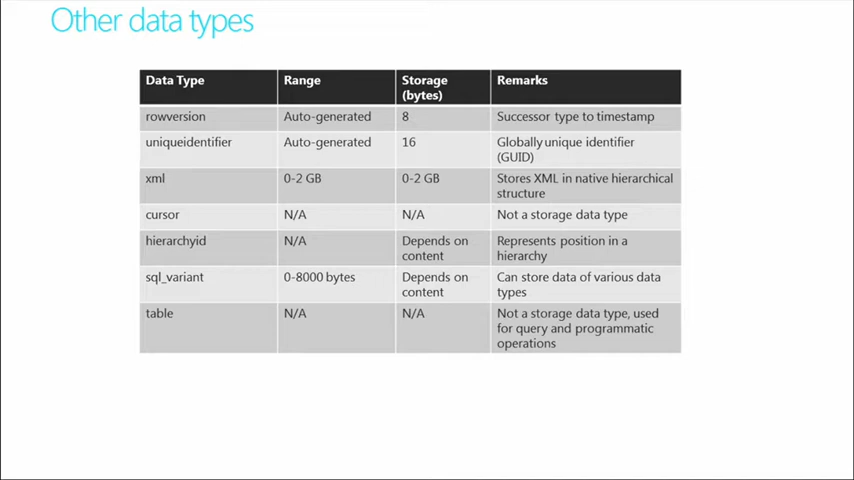 Other data types
Data Type Range Storage (bytes) Remarks
rowversion Auto-generated 8 Successor type to timestamp
uniqueidentifier Auto-generated 16 Globally unique identifier (GUID)
xml 0-2 GB 0-2 GB Stores XML in native hierarchical structure
cursor N/A N/A Not a storage data type
hierarchyid N/A Depends on content Represents position in a hierarchy
sql_variant 0-8000 bytes Depends on content Can store data of various data types
table N/A N/A Not a storage data type, used for query and programmatic operations